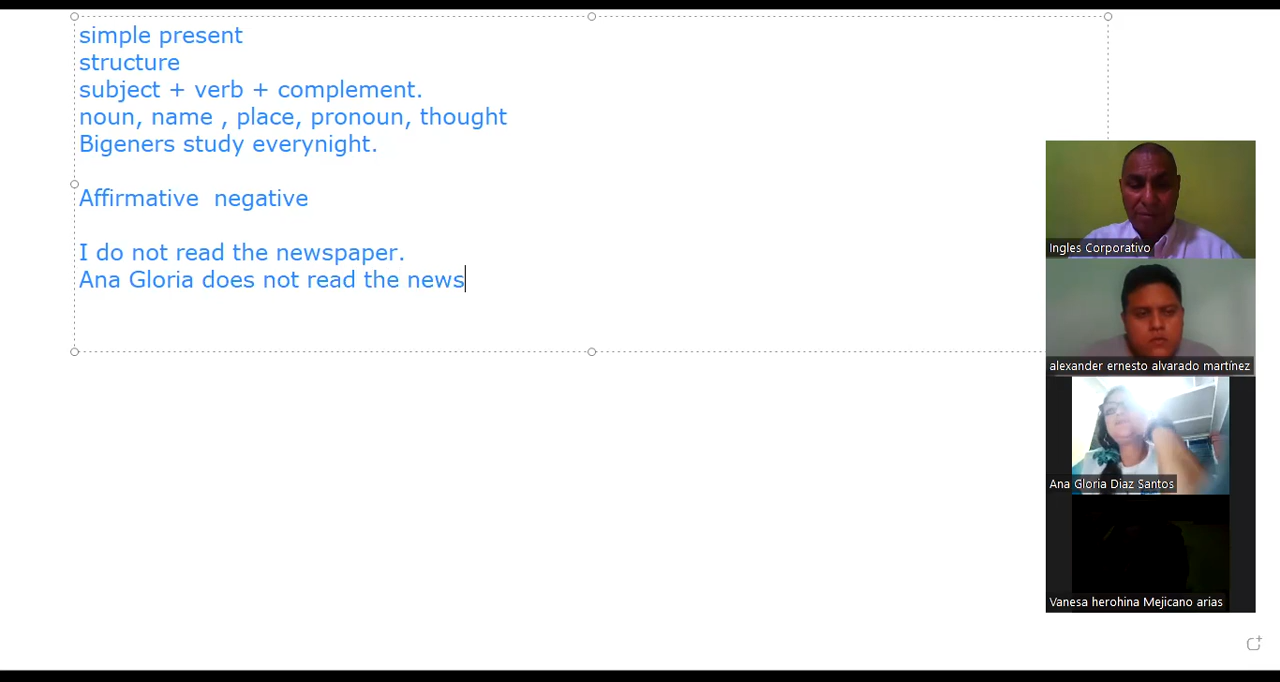 simple present
structure
subject + verb + complement.
noun, name , place, pronoun, thought
Bigeners study everynight.
Affirmative  negative
I do not read the newspaper.
Ana Gloria does not read the news
Ingles Corporativo
alexander ernesto alvarado martínez
Ana Gloria Diaz Santos
Vanesa herohina Mejicano arias